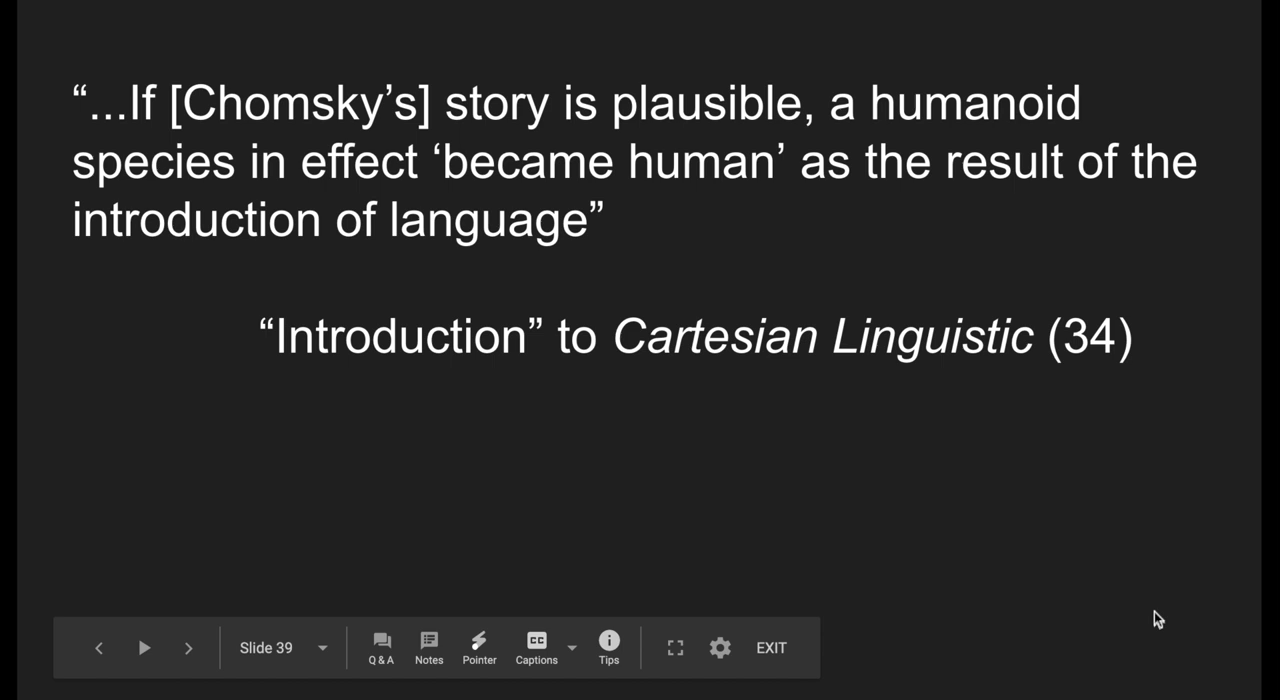 “...If [Chomsky’s] story is plausible, a humanoid
species in effect ‘became human’ as the result of the
introduction of language”
“Introduction” to Cartesian Linguistic (34)
Slide 39
Q & A
Notes
Pointer
CC
Captions
Tips
EXIT